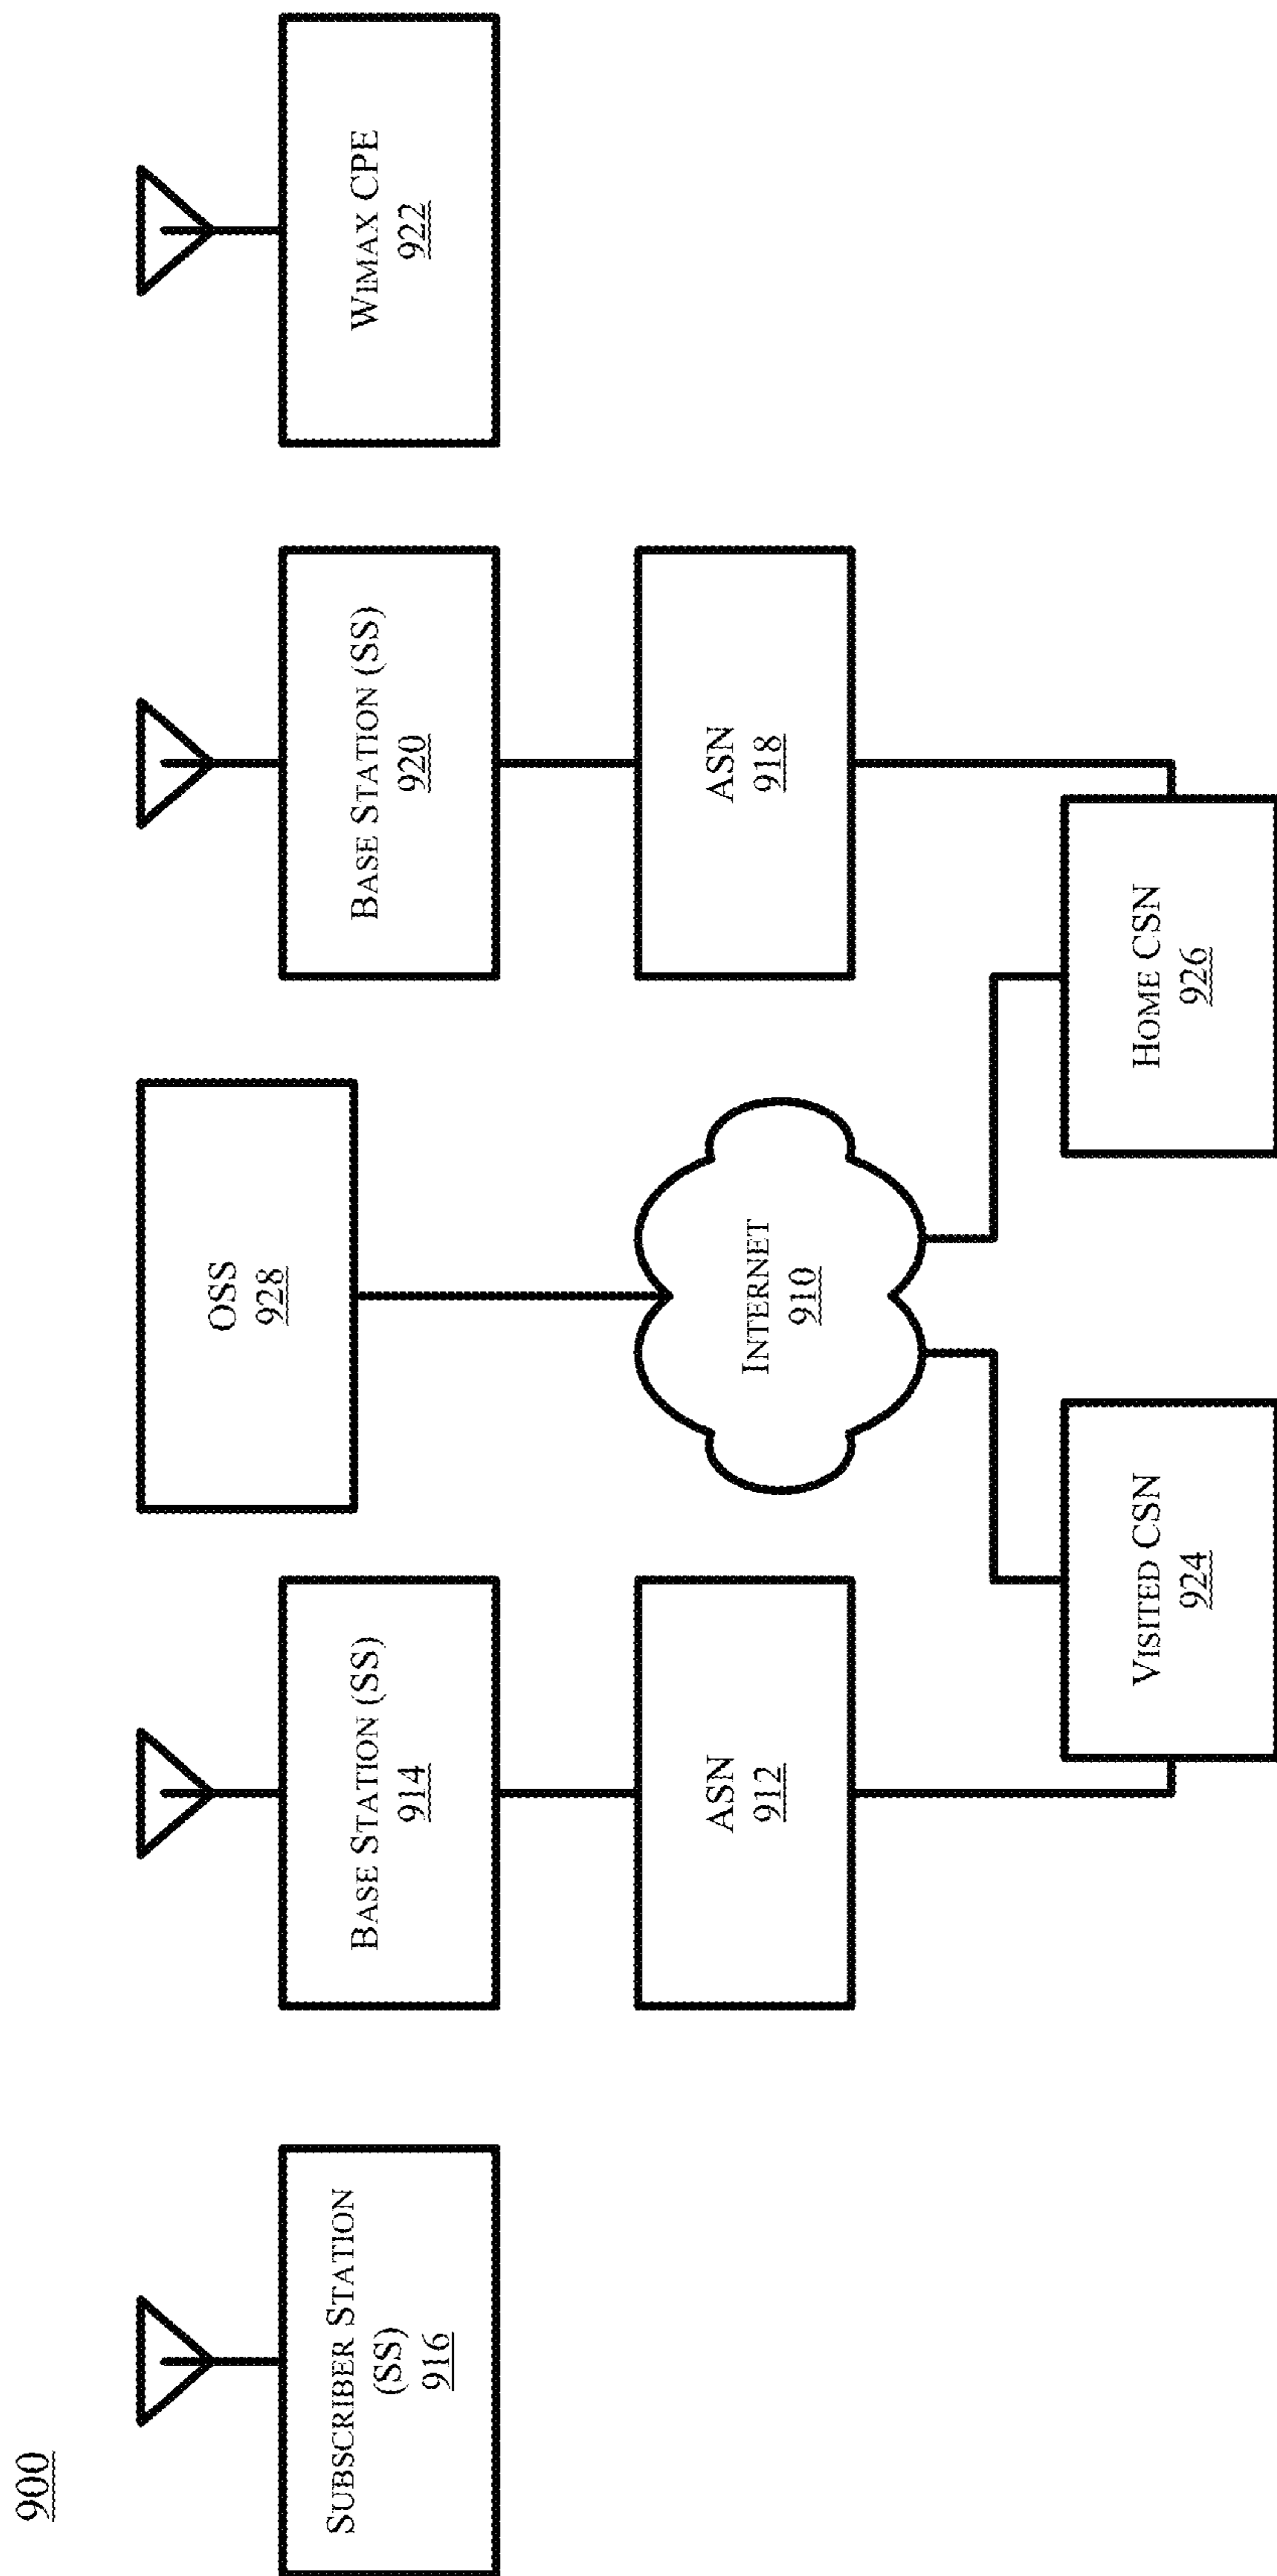 900
SUBSCRIBER STATION
(SS)
916
BASE STATION (SS)
914
OSS
928
BASE STATION (SS)
920
WIMAX CPE
922
ASN
912
INTERNET
910
ASN
918
VISITED CSN
924
HOME CSN
926